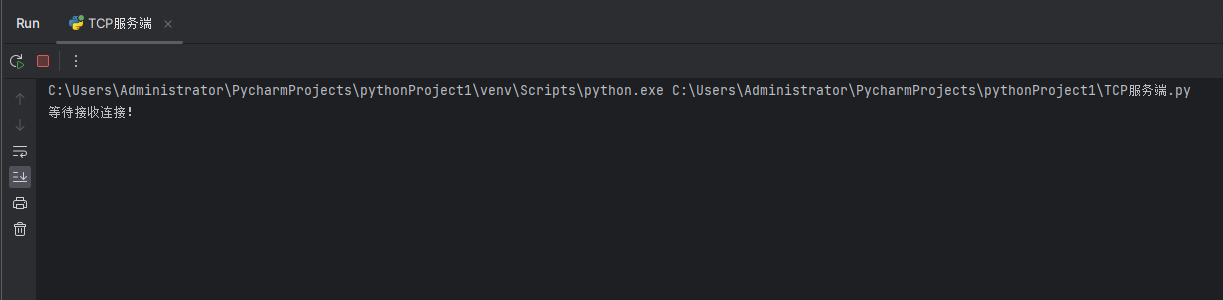 Run
TCP服务端
C:\Users\Administrator\PycharmProjects\pythonProject1\venv\Scripts\python.exe C:\Users\Administrator\PycharmProjects\pythonProject1\TCP服务端.py
等待接收连接!